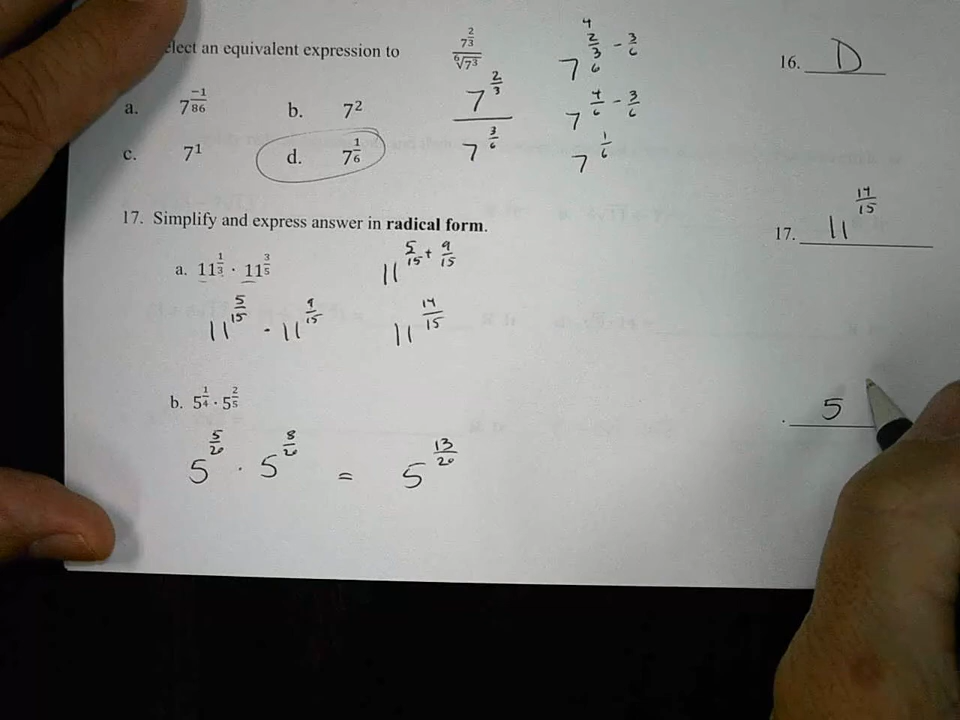 elect an equivalent expression to 7^(2/3) / ⁶√7³
a. 7^(-1/86) b. 7²
c. 7¹ d. 7^(1/6)
7^(2/3) / 7^(3/6)
7^(4 2/3 6 - 3/6)
7^(4/6 - 3/6)
7^(1/6)
16. D
17. Simplify and express answer in radical form.
a. 11^(1/3) · 11^(3/5)
11^(5/15) · 11^(9/15)
11^(5/15 + 9/15)
11^(14/15)
17. 11^(14/15)
b. 5^(1/4) · 5^(2/5)
5^(5/20) · 5^(8/20) = 5^(13/20)
. 5